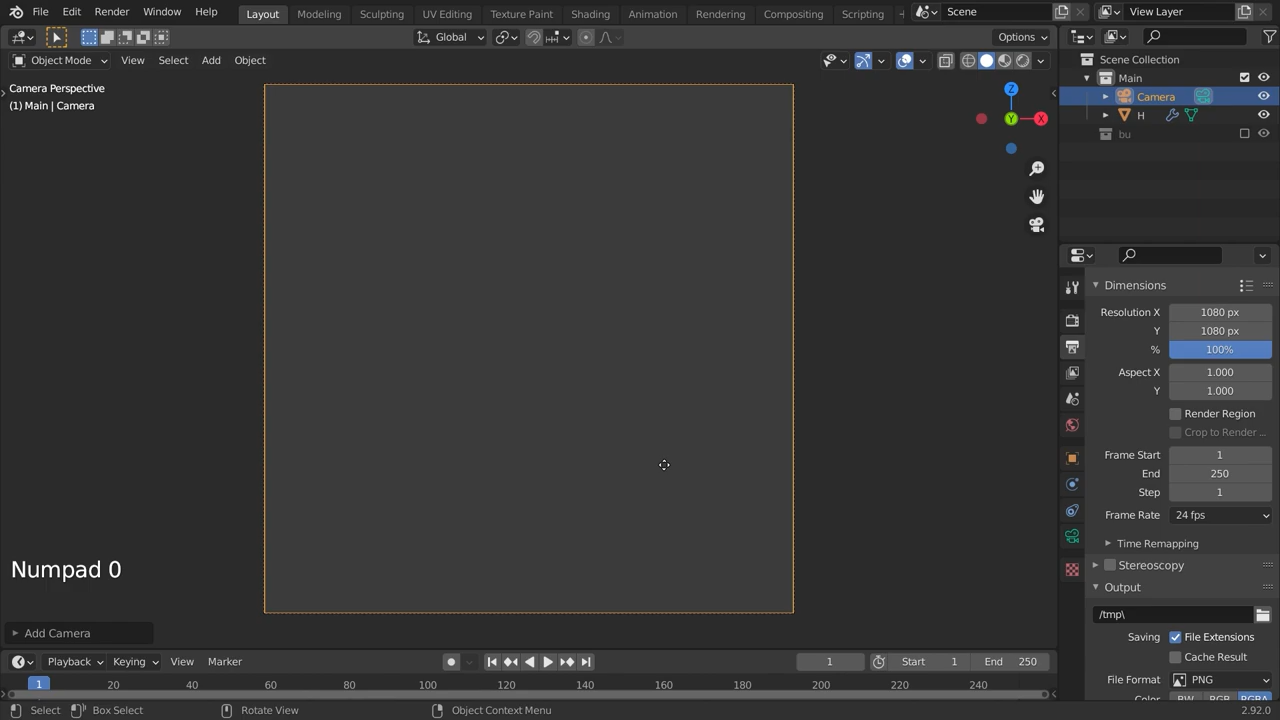 File Edit Render Window Help Layout Modeling Sculpting UV Editing Texture Paint Shading Animation Rendering Compositing Scripting Scene View Layer
Global Options
Object Mode View Select Add Object
Camera Perspective
(1) Main | Camera
Z
Y
X
Scene Collection
Main
Camera
H
bu
Dimensions
Resolution X 1080 px
Y 1080 px
% 100%
Aspect X 1.000
Y 1.000
Render Region
Crop to Render ...
Frame Start 1
End 250
Step 1
Frame Rate 24 fps
Time Remapping
Stereoscopy
Output
/tmp\
Saving File Extensions
Cache Result
File Format PNG
Color BW RGB RGBA
Numpad 0
Add Camera
Playback Keying View Marker 1 Start 1 End 250
1 20 40 60 80 100 120 140 160 180 200 220 240
Select Box Select Rotate View Object Context Menu 2.92.0